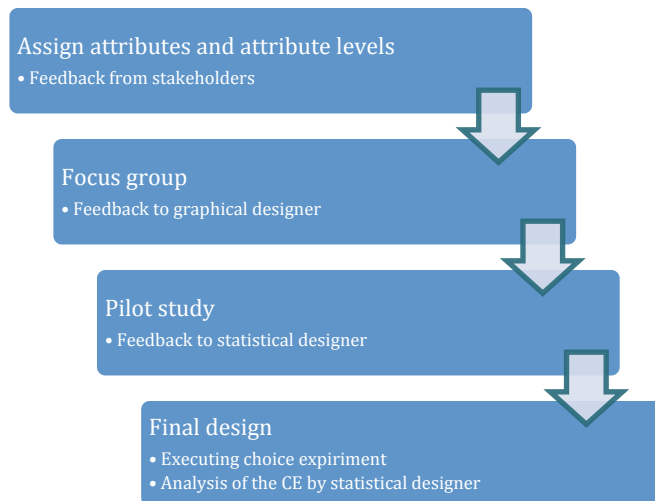 Assign attributes and attribute levels
• Feedback from stakeholders
Focus group
• Feedback to graphical designer
Pilot study
• Feedback to statistical designer
Final design
• Executing choice expiriment
• Analysis of the CE by statistical designer